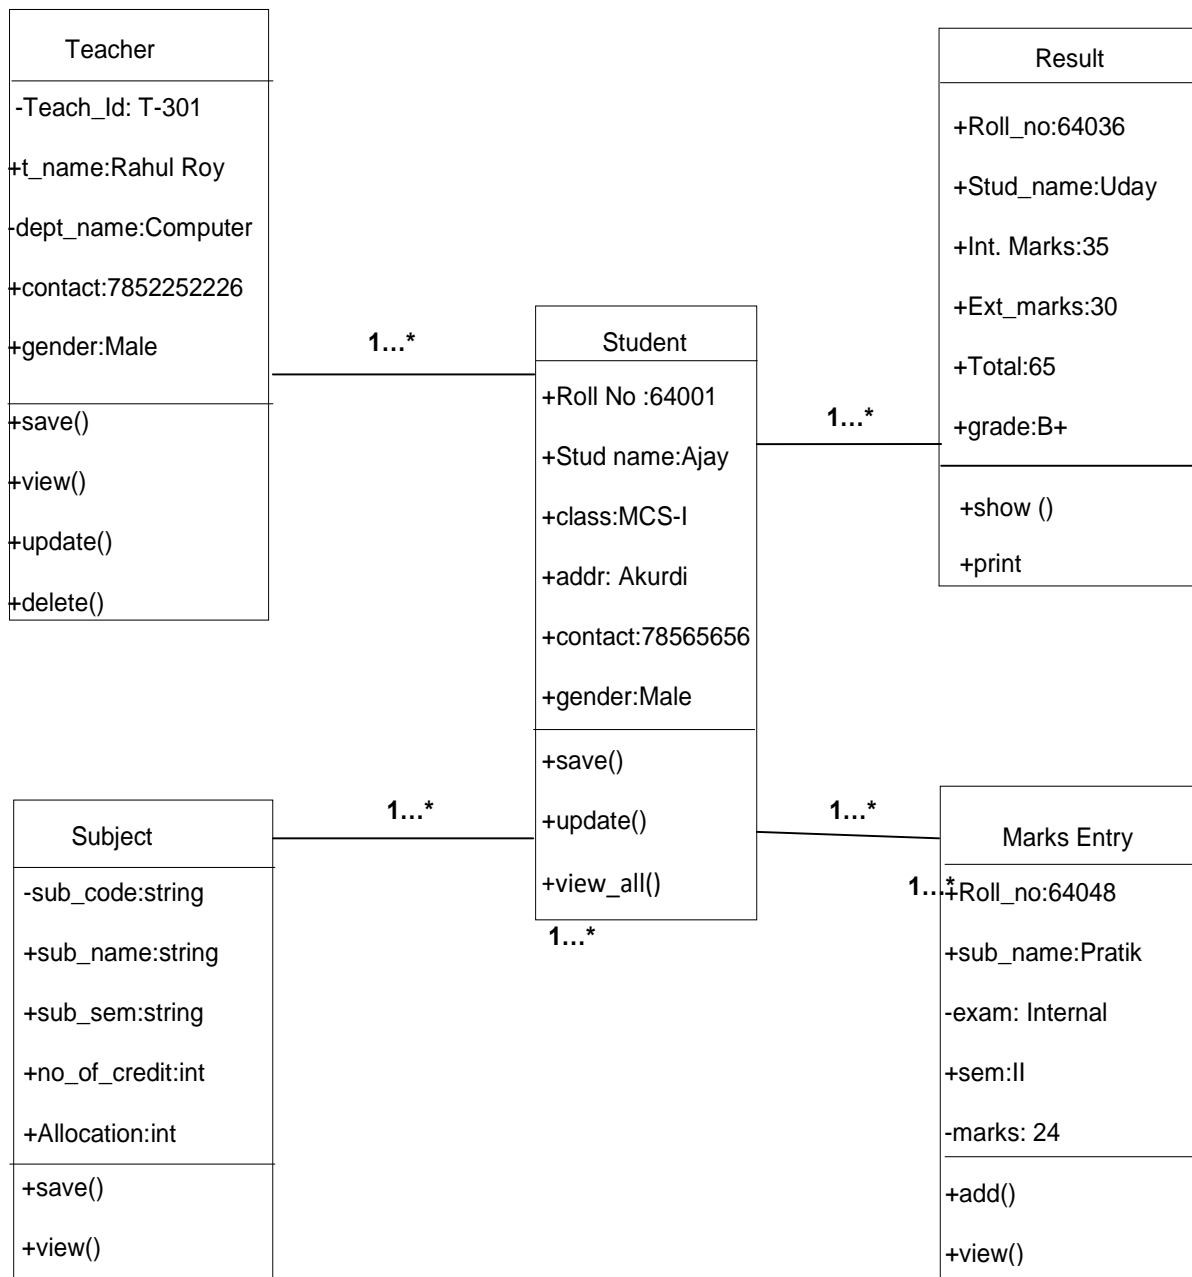 Teacher
-Teach_Id: T-301
+t_name:Rahul Roy
-dept_name:Computer
+contact:7852252226
+gender:Male
+save()
+view()
+update()
+delete()
1...*
Student
+Roll No :64001
+Stud name:Ajay
+class:MCS-I
+addr: Akurdi
+contact:78565656
+gender:Male
+save()
+update()
+view_all()
1...*
1...*
Result
+Roll_no:64036
+Stud_name:Uday
+Int. Marks:35
+Ext_marks:30
+Total:65
+grade:B+
+show ()
+print
Subject
-sub_code:string
+sub_name:string
+sub_sem:string
+no_of_credit:int
+Allocation:int
+save()
+view()
1...*
1...*
1...*
Marks Entry
+Roll_no:64048
+sub_name:Pratik
-exam: Internal
+sem:II
-marks: 24
+add()
+view()